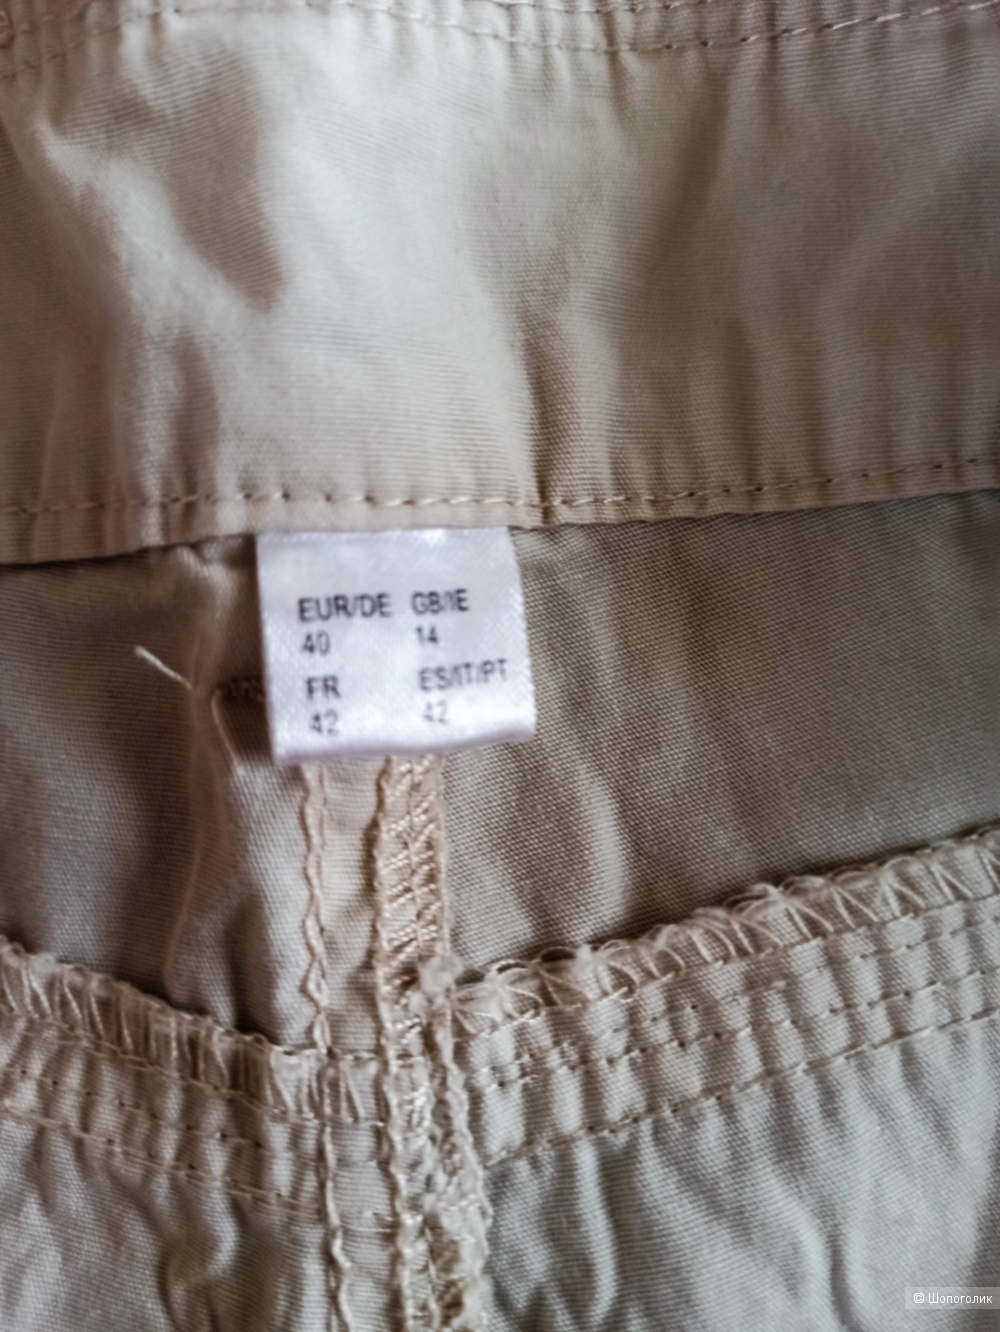 EUR/DE GB/IE
40 14
FR ES/IT/PT
42 42
© Шопоголик